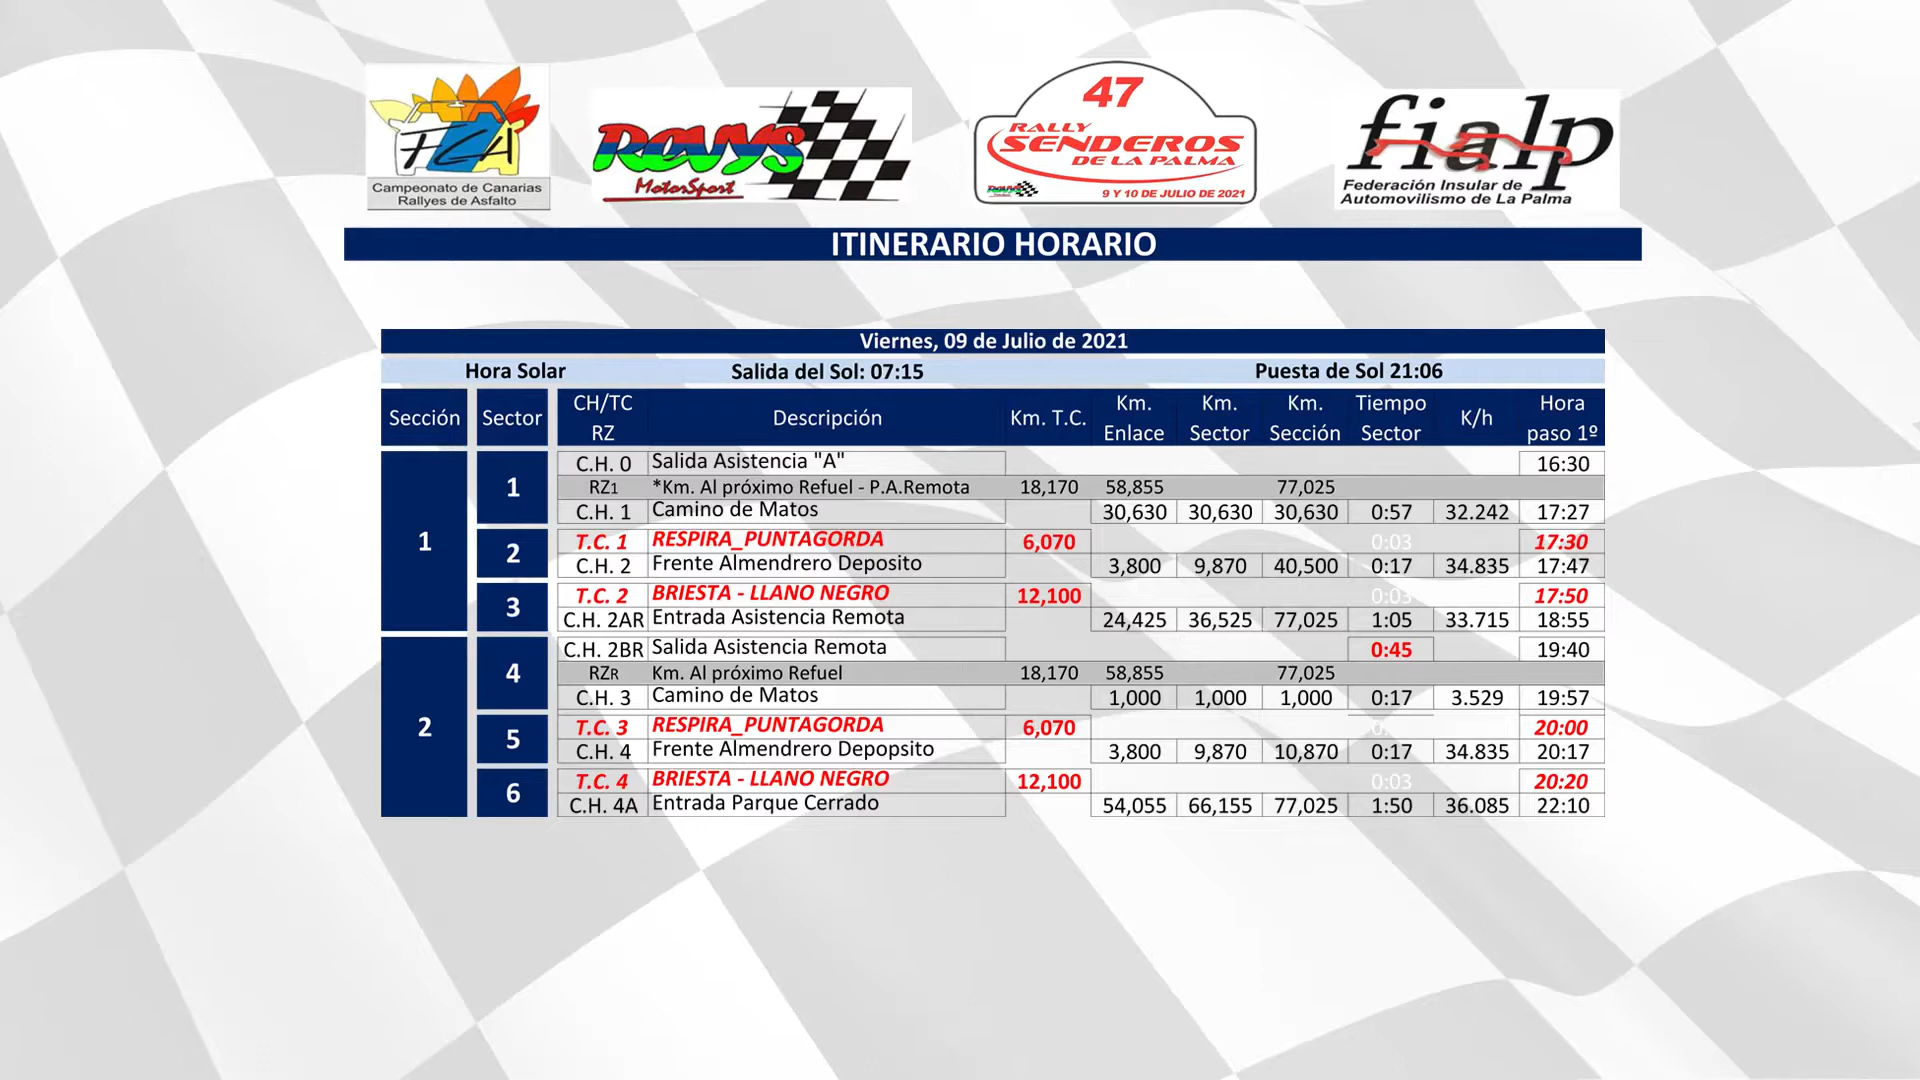 FCA
Campeonato de Canarias
Rallyes de Asfalto
ROVYS
MotorSport
47
RALLY
SENDEROS
DE LA PALMA
9 Y 10 DE JULIO DE 2021
fialp
Federación Insular de
Automovilismo de La Palma
ITINERARIO HORARIO
Viernes, 09 de Julio de 2021
Hora Solar Salida del Sol: 07:15 Puesta de Sol 21:06
Sección Sector CH/TC RZ Descripción Km. T.C. Km. Enlace Km. Sector Km. Sección Tiempo Sector K/h Hora paso 1º
1
1
C.H. 0 Salida Asistencia "A" 16:30
RZ1 *Km. Al próximo Refuel - P.A.Remota 18,170 58,855 77,025
C.H. 1 Camino de Matos 30,630 30,630 30,630 0:57 32.242 17:27
2
T.C. 1 RESPIRA_PUNTAGORDA 6,070 0:03 17:30
C.H. 2 Frente Almendrero Deposito 3,800 9,870 40,500 0:17 34.835 17:47
3
T.C. 2 BRIESTA - LLANO NEGRO 12,100 0:03 17:50
C.H. 2AR Entrada Asistencia Remota 24,425 36,525 77,025 1:05 33.715 18:55
2
4
C.H. 2BR Salida Asistencia Remota 0:45 19:40
RZR Km. Al próximo Refuel 18,170 58,855 77,025
C.H. 3 Camino de Matos 1,000 1,000 1,000 0:17 3.529 19:57
5
T.C. 3 RESPIRA_PUNTAGORDA 6,070 20:00
C.H. 4 Frente Almendrero Depopsito 3,800 9,870 10,870 0:17 34.835 20:17
6
T.C. 4 BRIESTA - LLANO NEGRO 12,100 0:03 20:20
C.H. 4A Entrada Parque Cerrado 54,055 66,155 77,025 1:50 36.085 22:10